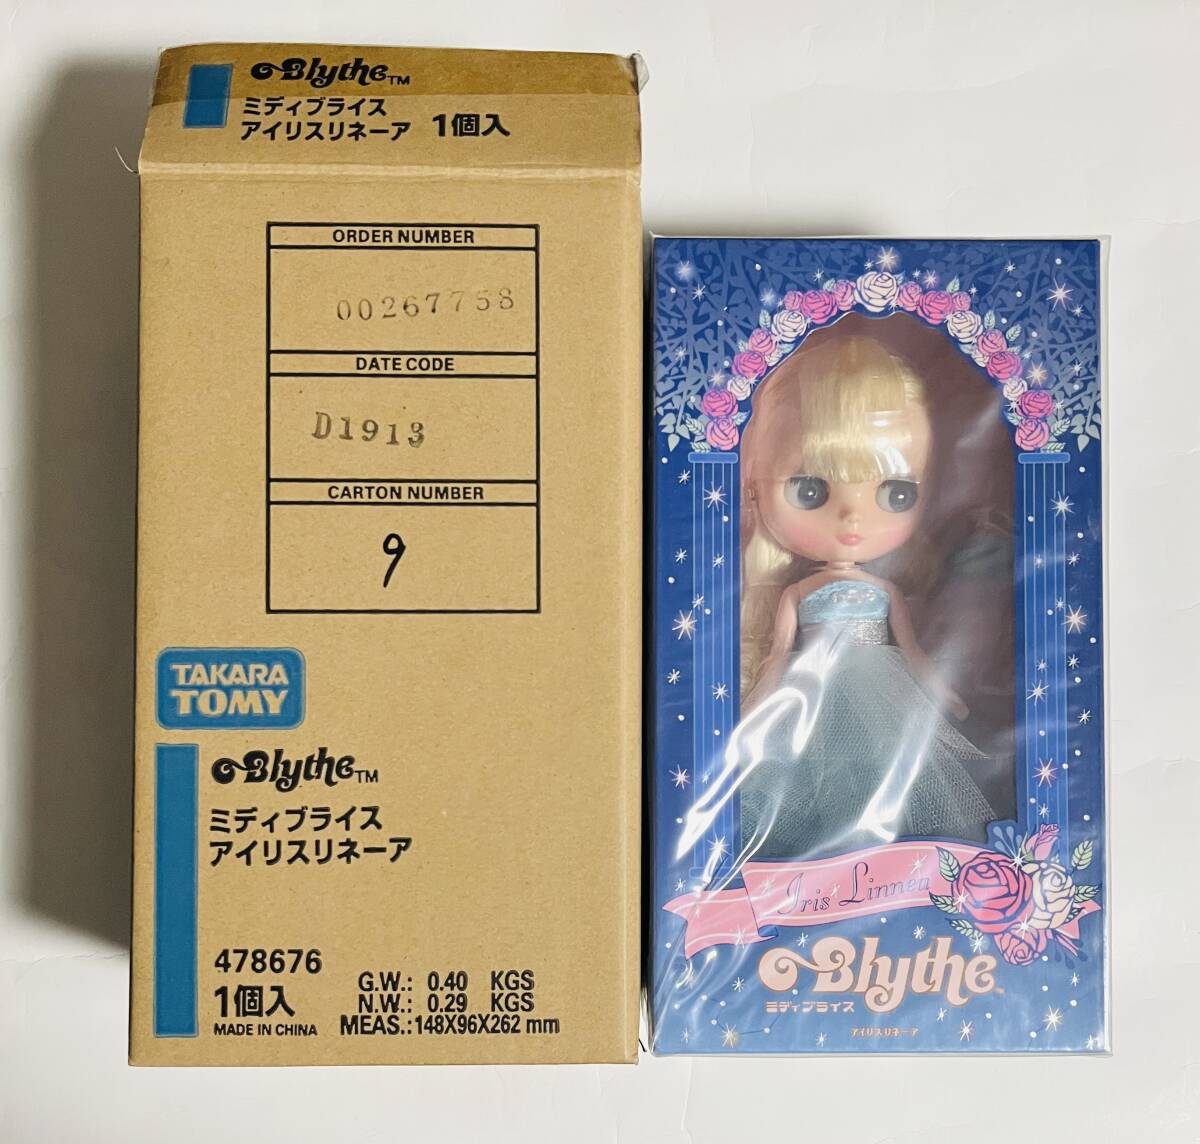 Blythe™
ミディブライス
アイリスリネーア 1個入
ORDER NUMBER
00267758
DATE CODE
D1913
CARTON NUMBER
9
TAKARA
TOMY
Blythe™
ミディブライス
アイリスリネーア
478676
1個入
MADE IN CHINA
G.W.: 0.40 KGS
N.W.: 0.29 KGS
MEAS.:148X96X262 mm
Iris Linnea
Blythe™
ミディブライス
アイリスリネーア